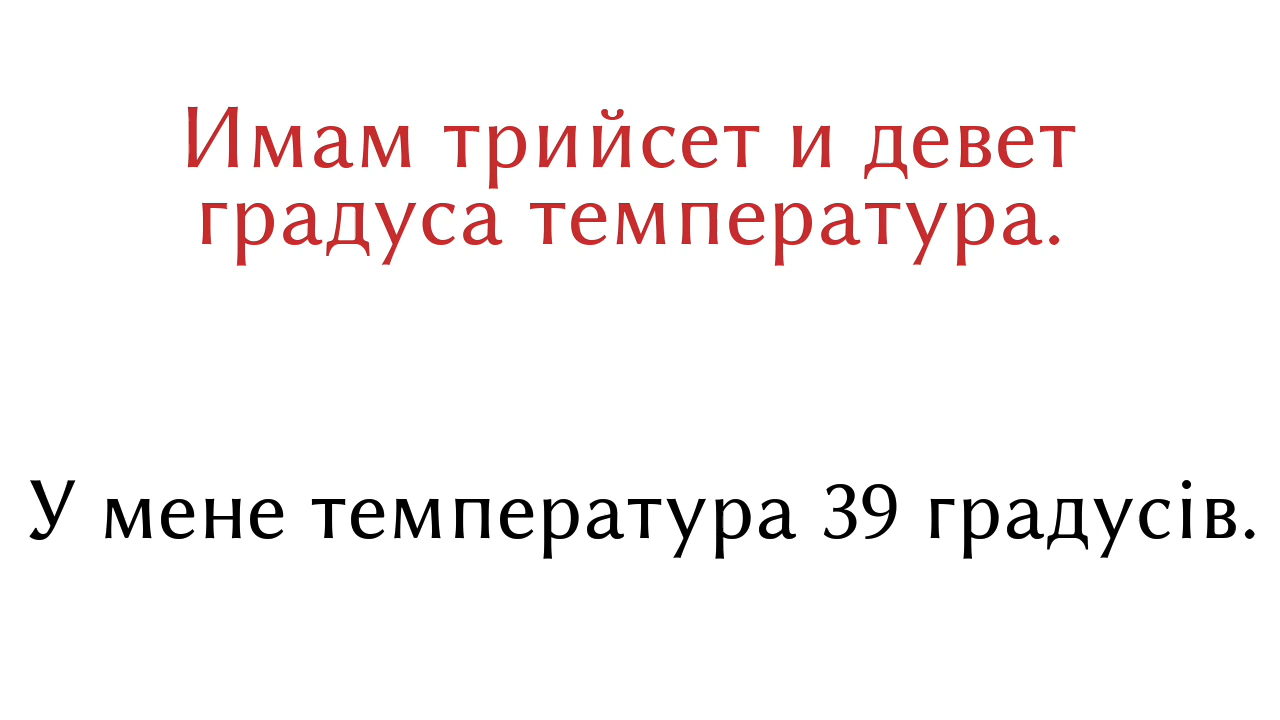 Имам трийсет и девет
градуса температура.
У мене температура 39 градусів.